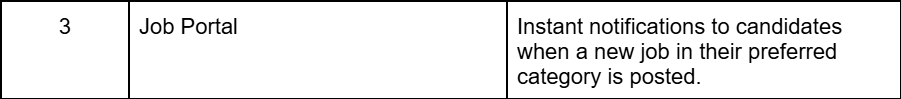 3 Job Portal Instant notifications to candidates
when a new job in their preferred
category is posted.